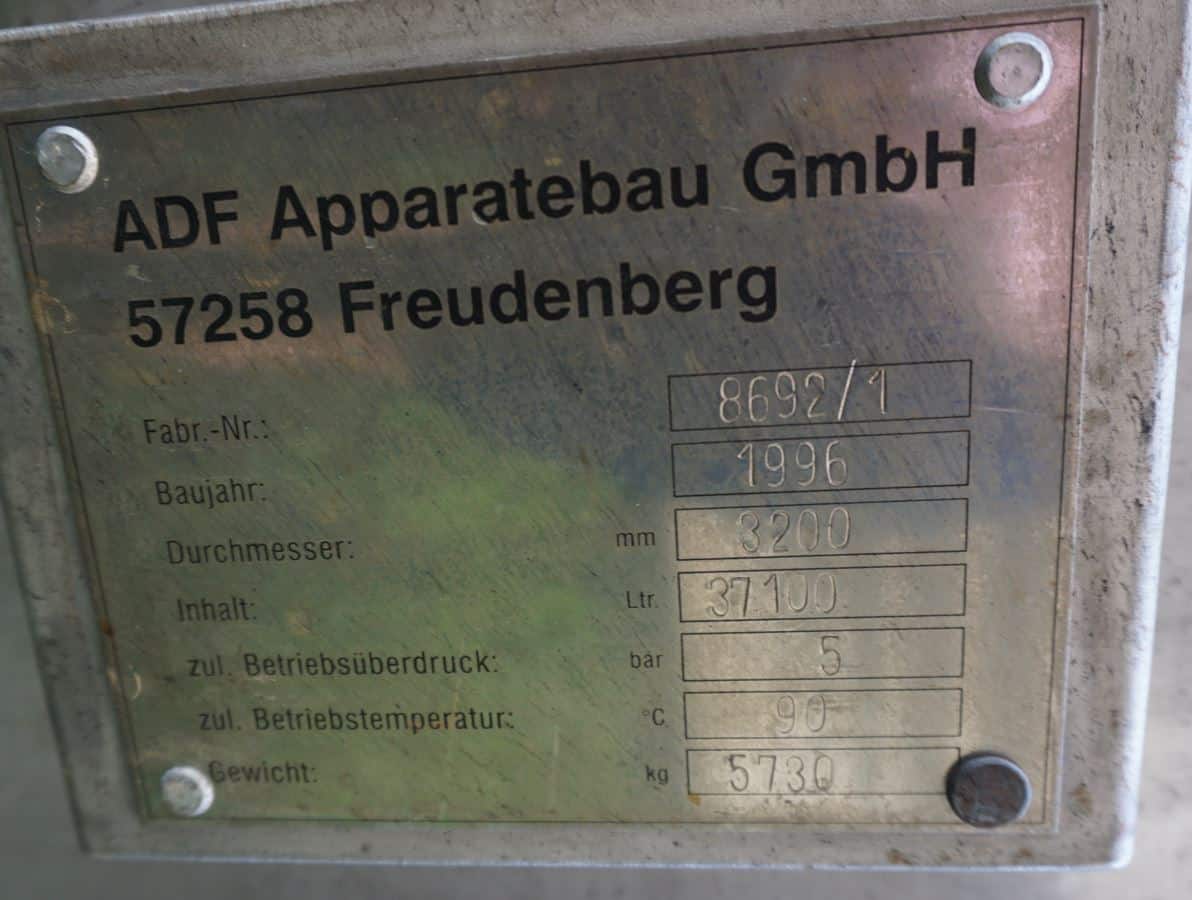 ADF Apparatebau GmbH
57258 Freudenberg
Fabr.-Nr.: 8692/1
Baujahr: 1996
Durchmesser: mm 3200
Inhalt: Ltr. 37100
zul. Betriebsüberdruck: bar 5
zul. Betriebstemperatur: °C 90
Gewicht: kg 5730